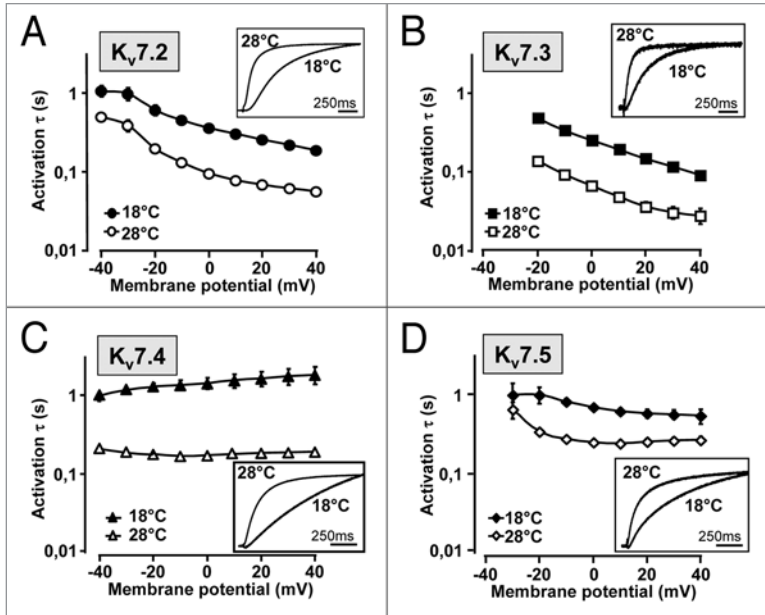 A
Kv7.2
28°C
18°C
250ms
Activation τ (s)
1
0,1
0,01
18°C
28°C
-40 -20 0 20 40
Membrane potential (mV)
B
Kv7.3
28°C
18°C
250ms
Activation τ (s)
1
0,1
0,01
18°C
28°C
-40 -20 0 20 40
Membrane potential (mV)
C
Kv7.4
Activation τ (s)
1
0,1
0,01
18°C
28°C
28°C
18°C
250ms
-40 -20 0 20 40
Membrane potential (mV)
D
Kv7.5
Activation τ (s)
1
0,1
0,01
18°C
28°C
28°C
18°C
250ms
-40 -20 0 20 40
Membrane potential (mV)